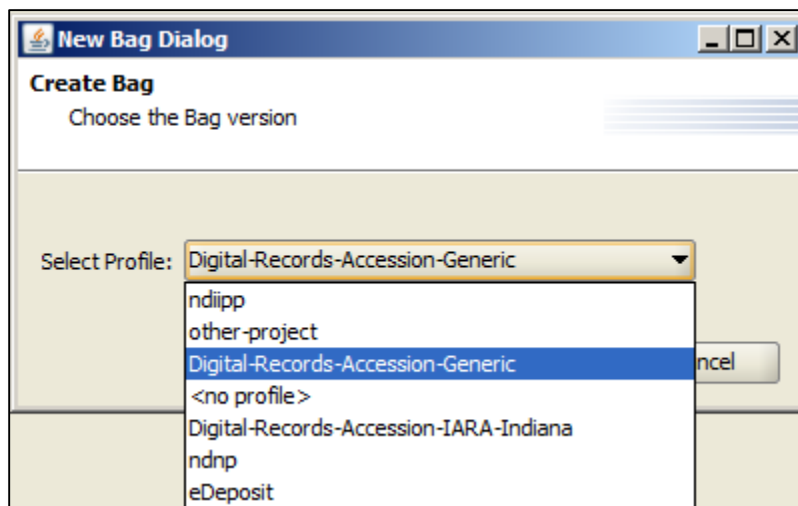 New Bag Dialog
Create Bag
Choose the Bag version
Select Profile: Digital-Records-Accession-Generic
ndiipp
other-project
Digital-Records-Accession-Generic
ncel
<no profile>
Digital-Records-Accession-IARA-Indiana
ndnp
eDeposit